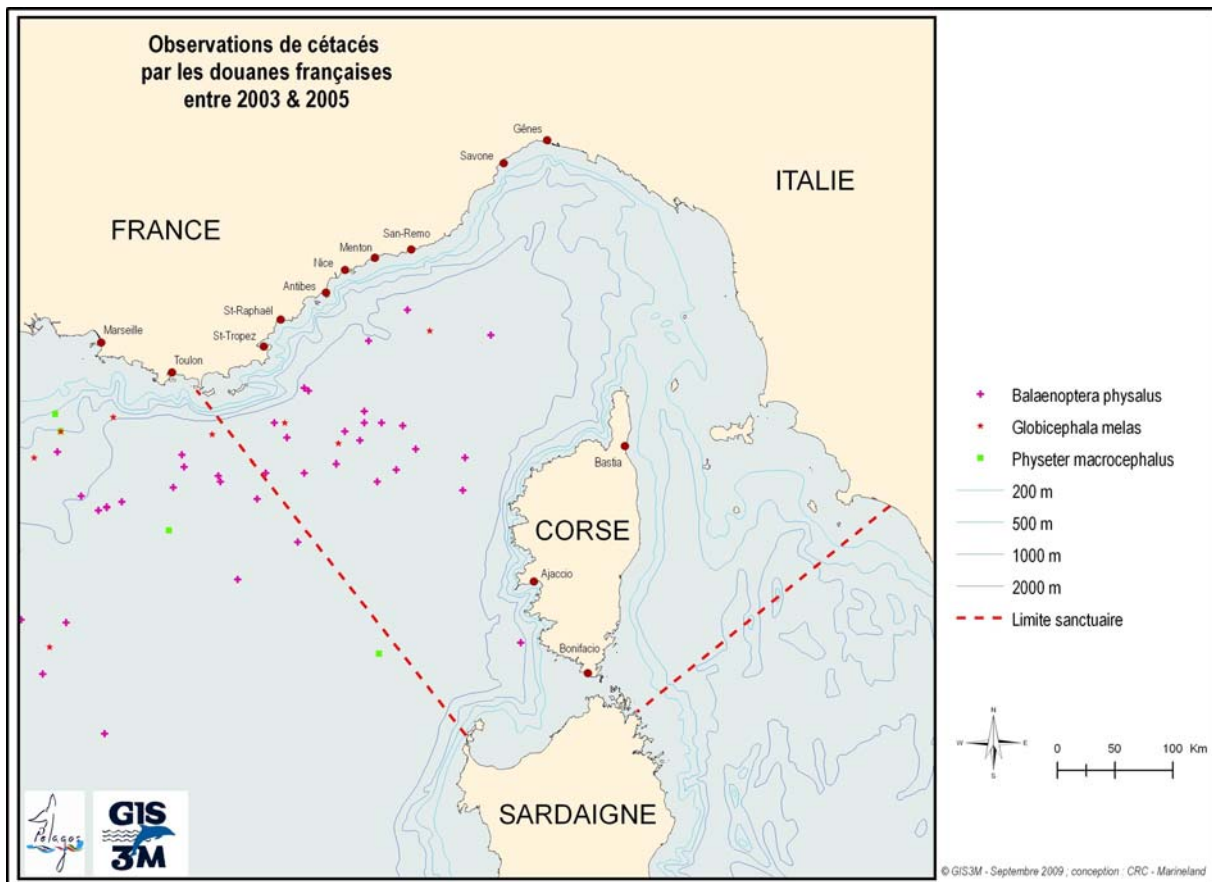 Observations de cétacés
par les douanes françaises
entre 2003 & 2005
Gênes
Savone
ITALIE
FRANCE
San-Remo
Menton
Nice
Antibes
St-Raphaël
Marseille
St-Tropez
Toulon
Bastia
CORSE
Ajaccio
Bonifacio
SARDAIGNE
Balaenoptera physalus
Globicephala melas
Physeter macrocephalus
200 m
500 m
1000 m
2000 m
Limite sanctuaire
N
W E
S
0 50 100 Km
Pelagos
GIS
3M
© GIS3M - Septembre 2009 ; conception : CRC - Marineland